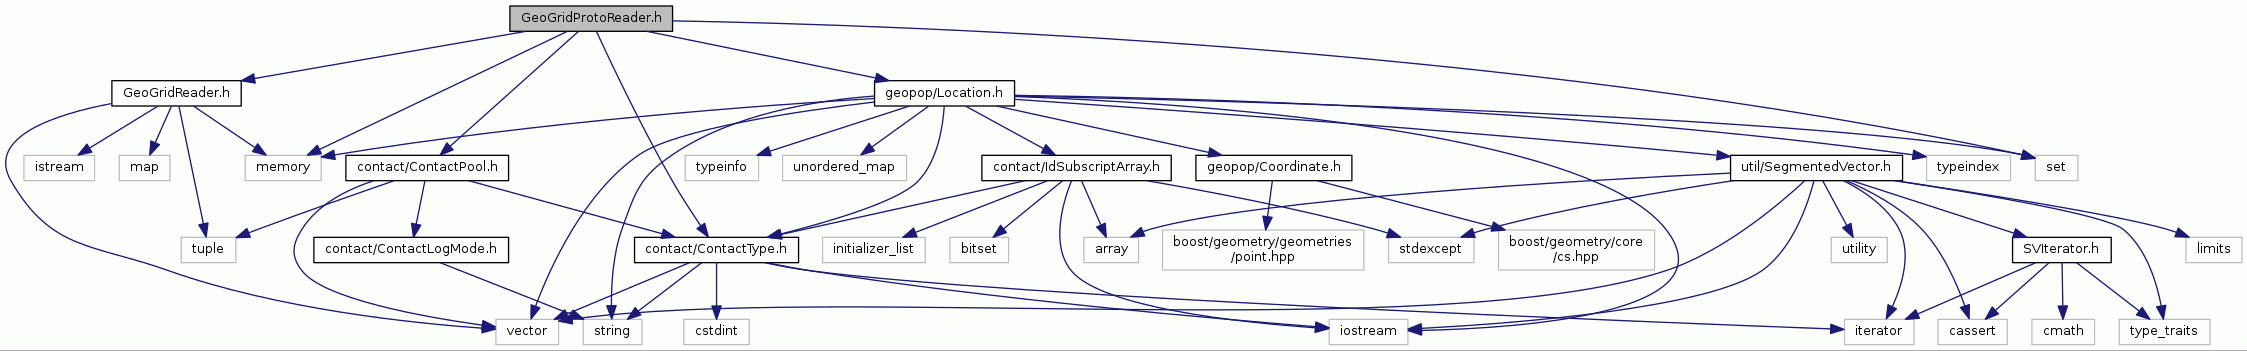 GeoGridProtoReader.h
GeoGridReader.h
geopop/Location.h
istream
map
memory
contact/ContactPool.h
typeinfo
unordered_map
contact/IdSubscriptArray.h
geopop/Coordinate.h
util/SegmentedVector.h
typeindex
set
tuple
contact/ContactLogMode.h
contact/ContactType.h
initializer_list
bitset
array
boost/geometry/geometries
/point.hpp
stdexcept
boost/geometry/core
/cs.hpp
utility
SVIterator.h
limits
vector
string
cstdint
iostream
iterator
cassert
cmath
type_traits